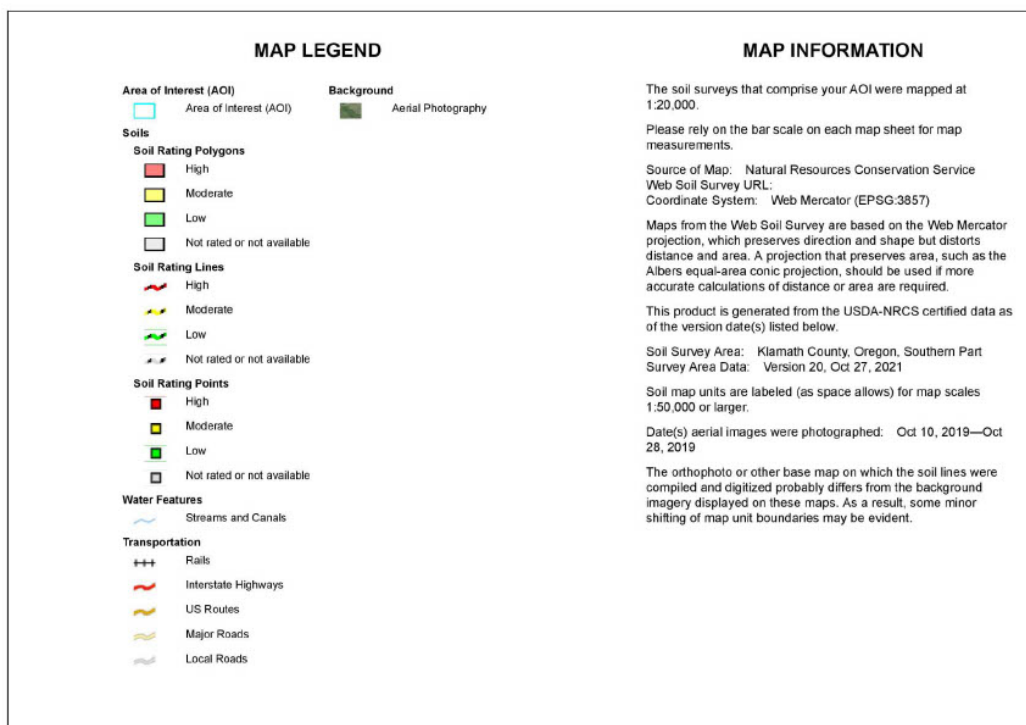 MAP LEGEND
Area of Interest (AOI)
Area of Interest (AOI)
Soils
Soil Rating Polygons
High
Moderate
Low
Not rated or not available
Soil Rating Lines
High
Moderate
Low
Not rated or not available
Soil Rating Points
High
Moderate
Low
Not rated or not available
Water Features
Streams and Canals
Transportation
Rails
Interstate Highways
US Routes
Major Roads
Local Roads
Background
Aerial Photography
MAP INFORMATION
The soil surveys that comprise your AOI were mapped at
1:20,000.
Please rely on the bar scale on each map sheet for map
measurements.
Source of Map: Natural Resources Conservation Service
Web Soil Survey URL:
Coordinate System: Web Mercator (EPSG:3857)
Maps from the Web Soil Survey are based on the Web Mercator
projection, which preserves direction and shape but distorts
distance and area. A projection that preserves area, such as the
Albers equal-area conic projection, should be used if more
accurate calculations of distance or area are required.
This product is generated from the USDA-NRCS certified data as
of the version date(s) listed below.
Soil Survey Area: Klamath County, Oregon, Southern Part
Survey Area Data: Version 20, Oct 27, 2021
Soil map units are labeled (as space allows) for map scales
1:50,000 or larger.
Date(s) aerial images were photographed: Oct 10, 2019—Oct
28, 2019
The orthophoto or other base map on which the soil lines were
compiled and digitized probably differs from the background
imagery displayed on these maps. As a result, some minor
shifting of map unit boundaries may be evident.